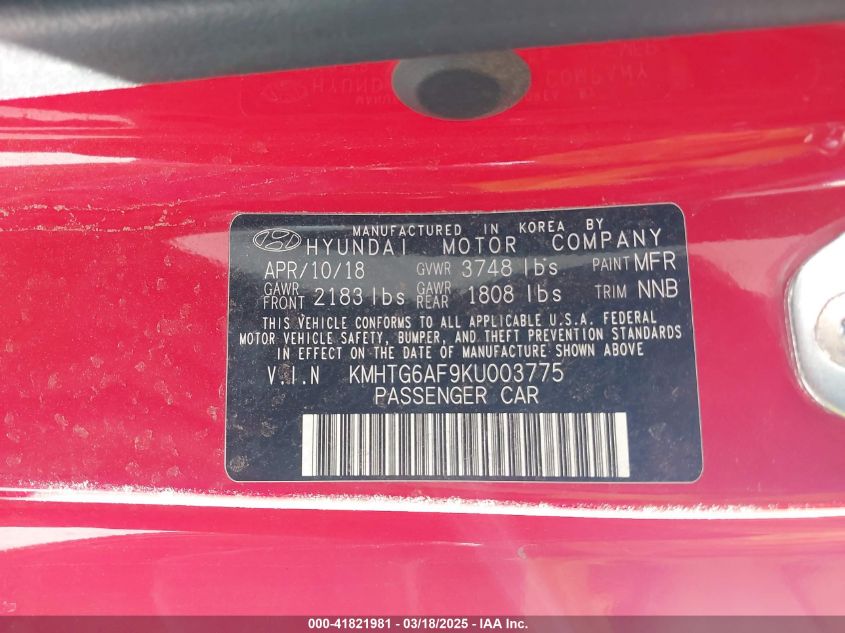 MANUFACTURED IN KOREA BY
HYUNDAI MOTOR COMPANY
APR/10/18 GVWR 3748 lbs PAINT MFR
GAWR FRONT 2183 lbs GAWR REAR 1808 lbs TRIM NNB
THIS VEHICLE CONFORMS TO ALL APPLICABLE U.S.A. FEDERAL
MOTOR VEHICLE SAFETY, BUMPER, AND THEFT PREVENTION STANDARDS
IN EFFECT ON THE DATE OF MANUFACTURE SHOWN ABOVE
V.I.N KMHTG6AF9KU003775
PASSENGER CAR
000-41821981 - 03/18/2025 - IAA Inc.